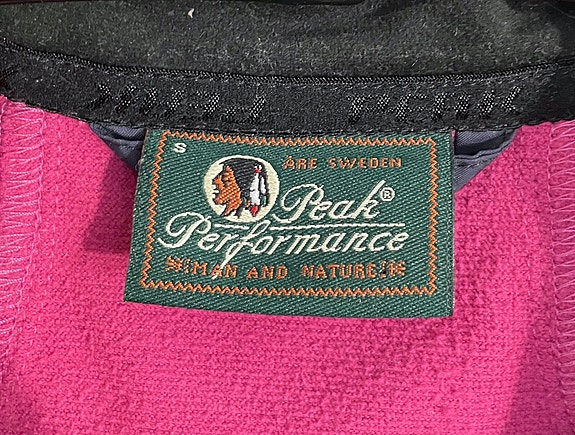 S
ÅRE SWEDEN
Peak®
Performance
MAN AND NATURE